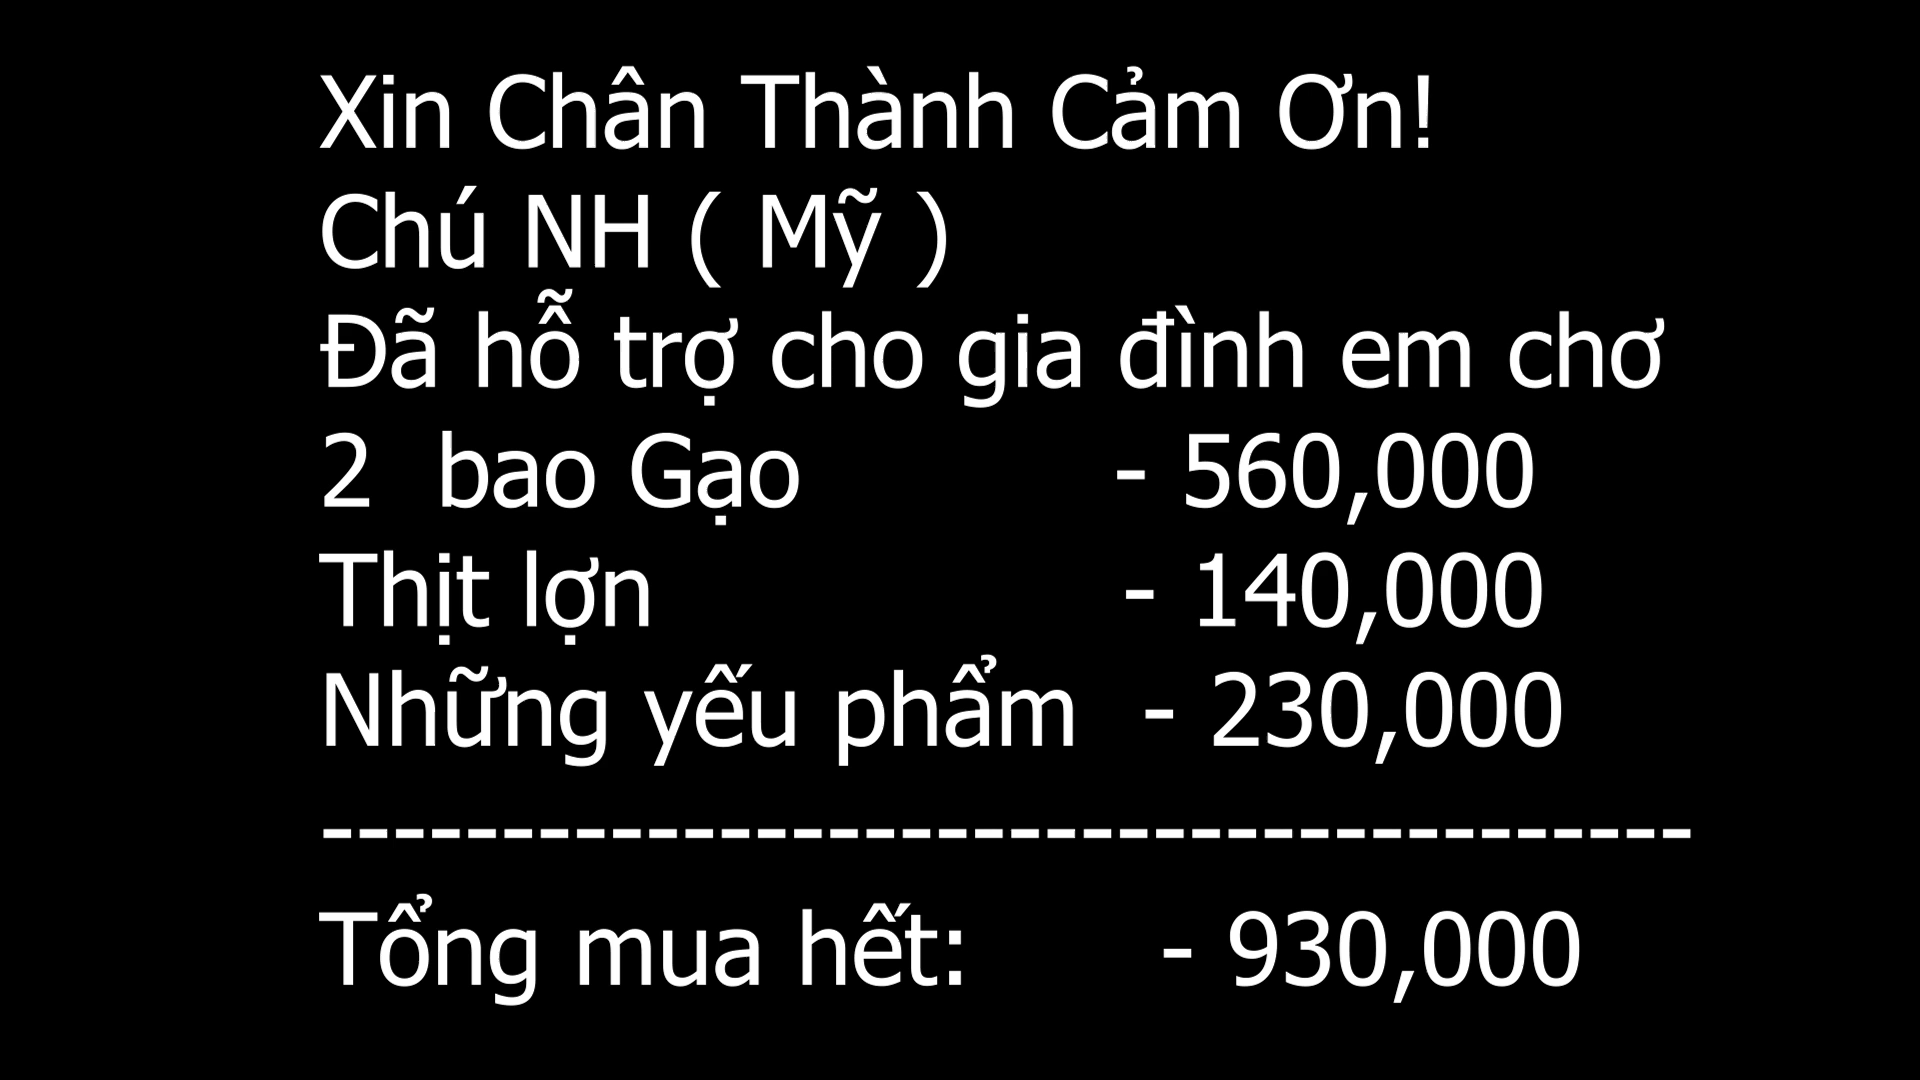 Xin Chân Thành Cảm Ơn!
Chú NH ( Mỹ )
Đã hỗ trợ cho gia đình em chơ
2 bao Gạo - 560,000
Thịt lợn - 140,000
Những yếu phẩm - 230,000
--------------------------------------
Tổng mua hết: - 930,000